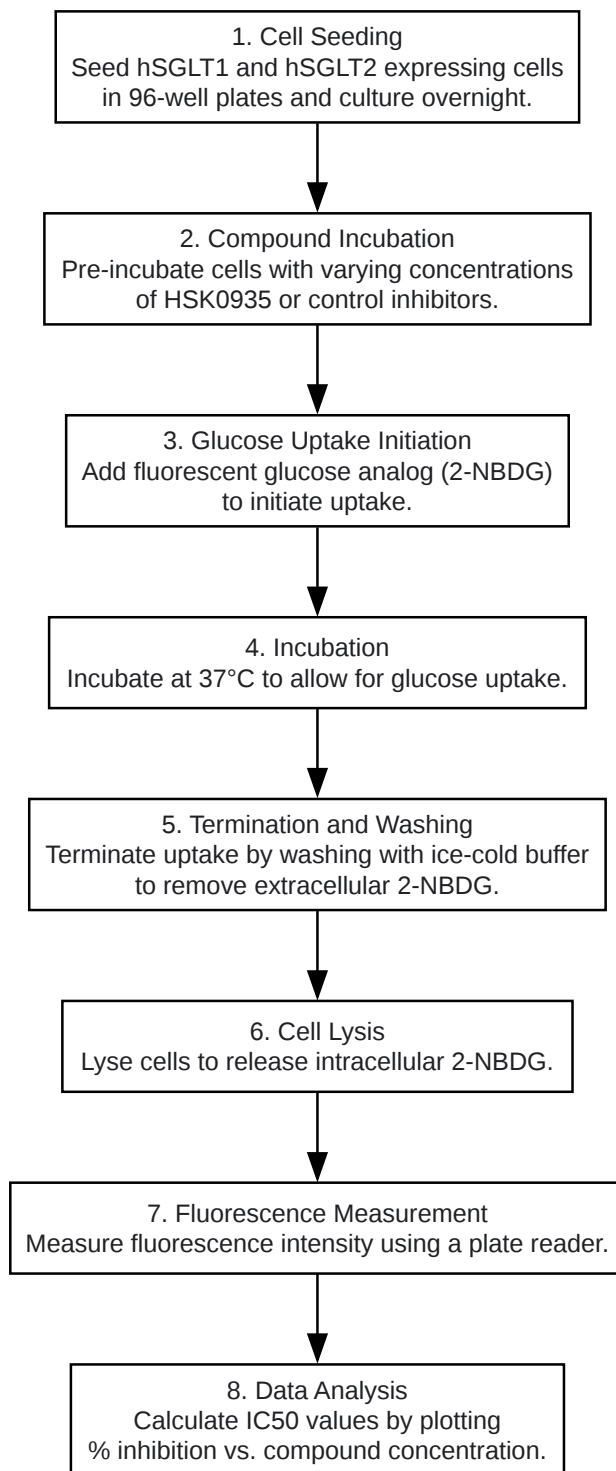 1. Cell Seeding
Seed hSGLT1 and hSGLT2 expressing cells
in 96-well plates and culture overnight.
2. Compound Incubation
Pre-incubate cells with varying concentrations
of HSK0935 or control inhibitors.
3. Glucose Uptake Initiation
Add fluorescent glucose analog (2-NBDG)
to initiate uptake.
4. Incubation
Incubate at 37°C to allow for glucose uptake.
5. Termination and Washing
Terminate uptake by washing with ice-cold buffer
to remove extracellular 2-NBDG.
6. Cell Lysis
Lyse cells to release intracellular 2-NBDG.
7. Fluorescence Measurement
Measure fluorescence intensity using a plate reader.
8. Data Analysis
Calculate IC50 values by plotting
% inhibition vs. compound concentration.